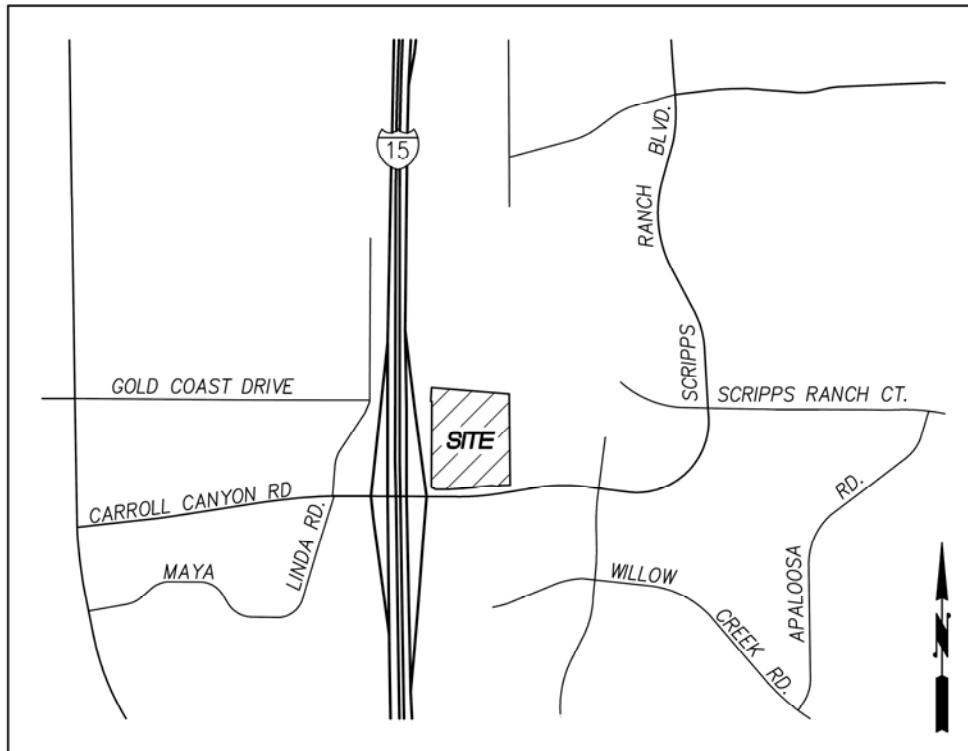 15
RANCH BLVD.
GOLD COAST DRIVE
SCRIPPS
SCRIPPS RANCH CT.
SITE
CARROLL CANYON RD
LINDA RD.
MAYA
WILLOW
CREEK RD.
APALOOSA
RD.
N